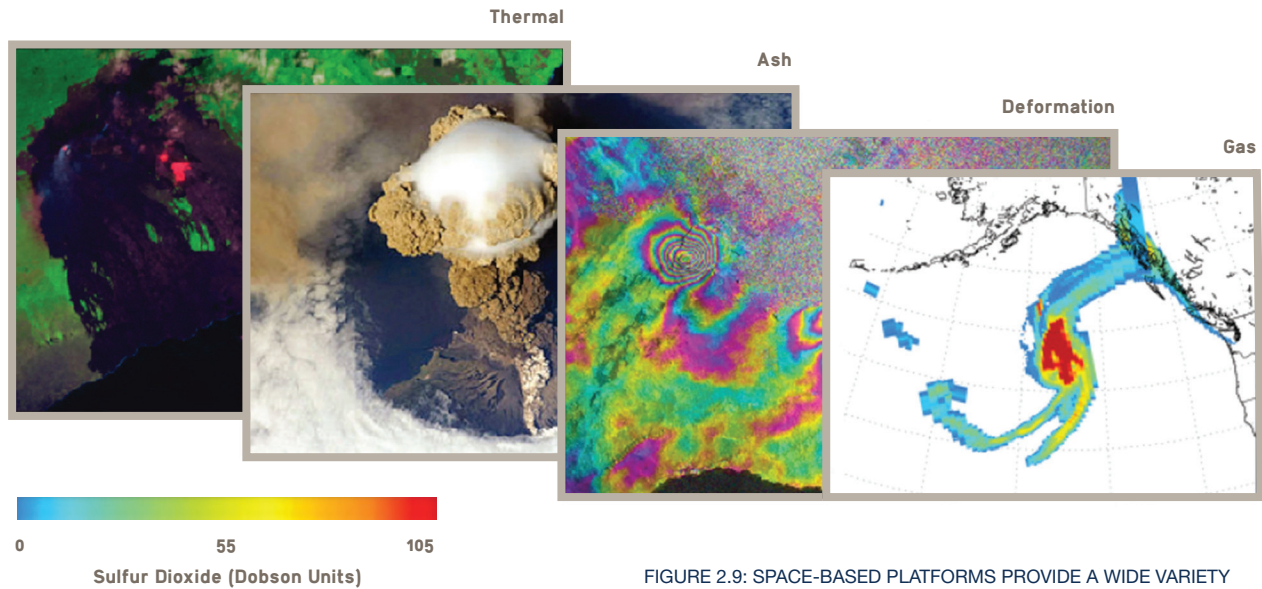 Thermal
Ash
Deformation
Gas
0 55 105
Sulfur Dioxide (Dobson Units)
FIGURE 2.9: SPACE-BASED PLATFORMS PROVIDE A WIDE VARIETY